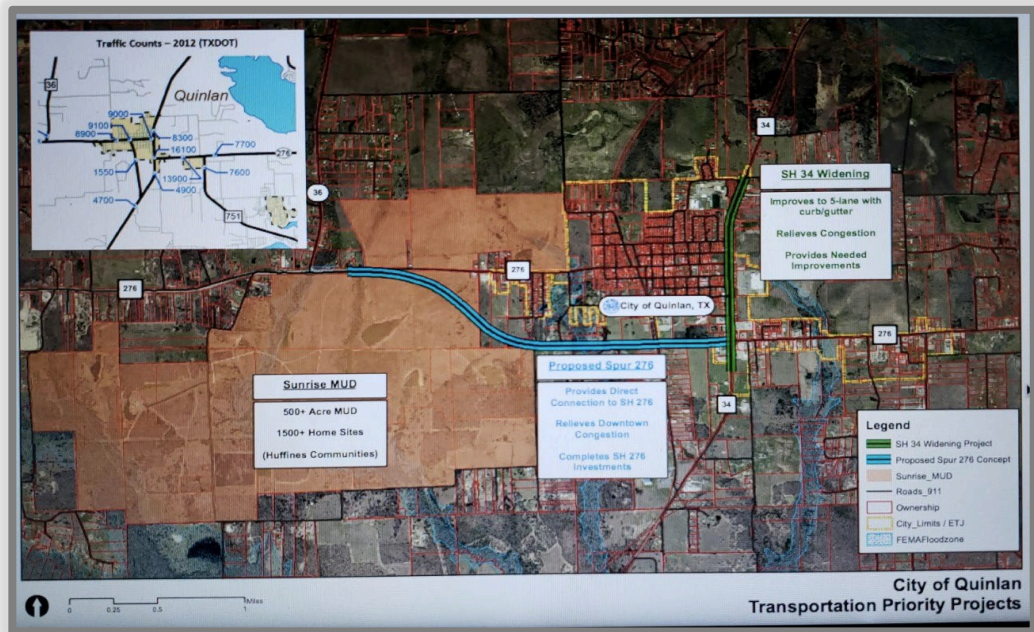 Traffic Counts – 2012 (TXDOT)
36
Quinlan
9000
9100
8900
8300
16100
7700
276
1550
13900
7600
4900
4700
751
34
36
SH 34 Widening
Improves to 5-lane with
curb/gutter
Relieves Congestion
Provides Needed
Improvements
276
276
City of Quinlan, TX
276
Proposed Spur 276
Provides Direct
Connection to SH 276
Relieves Downtown
Congestion
Completes SH 276
Investments
Sunrise MUD
500+ Acre MUD
1500+ Home Sites
(Huffines Communities)
34
Legend
SH 34 Widening Project
Proposed Spur 276 Concept
Sunrise_MUD
Roads_911
Ownership
City_Limits / ETJ
FEMAFloodzone
0 0.25 0.5 1
Miles
City of Quinlan
Transportation Priority Projects